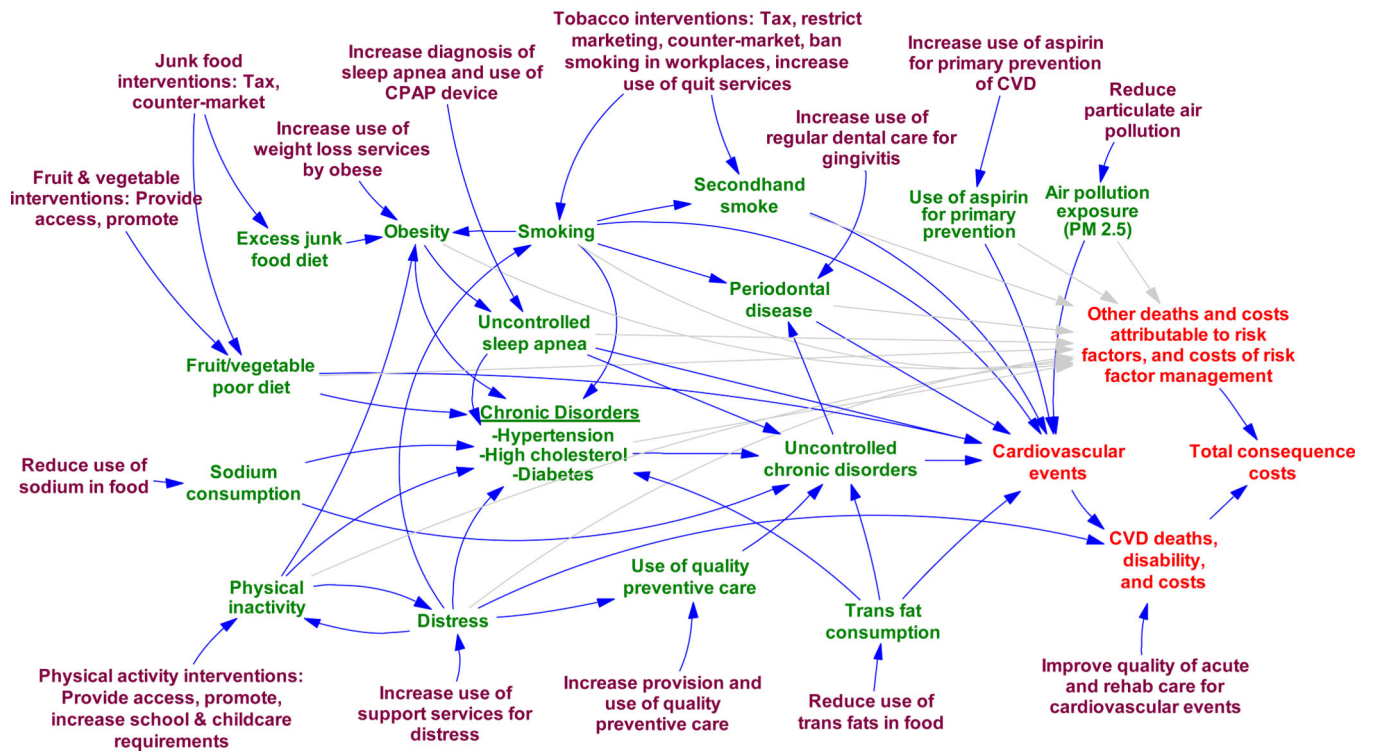 Tobacco interventions: Tax, restrict
marketing, counter-market, ban
smoking in workplaces, increase
use of quit services
Junk food
interventions: Tax,
counter-market
Increase diagnosis of
sleep apnea and use of
CPAP device
Increase use of aspirin
for primary prevention
of CVD
Reduce
particulate air
pollution
Increase use of
weight loss services
by obese
Increase use of
regular dental care for
gingivitis
Fruit & vegetable
interventions: Provide
access, promote
Secondhand
smoke
Use of aspirin
for primary
prevention
Air pollution
exposure
(PM 2.5)
Excess junk
food diet
Obesity
Smoking
Periodontal
disease
Uncontrolled
sleep apnea
Other deaths and costs
attributable to risk
factors, and costs of risk
factor management
Fruit/vegetable
poor diet
Chronic Disorders
-Hypertension
-High cholesterol
-Diabetes
Uncontrolled
chronic disorders
Cardiovascular
events
Total consequence
costs
Reduce use of
sodium in food
Sodium
consumption
CVD deaths,
disability,
and costs
Physical
inactivity
Distress
Use of quality
preventive care
Trans fat
consumption
Physical activity interventions:
Provide access, promote,
increase school & childcare
requirements
Increase use of
support services for
distress
Increase provision and
use of quality
preventive care
Reduce use of
trans fats in food
Improve quality of acute
and rehab care for
cardiovascular events